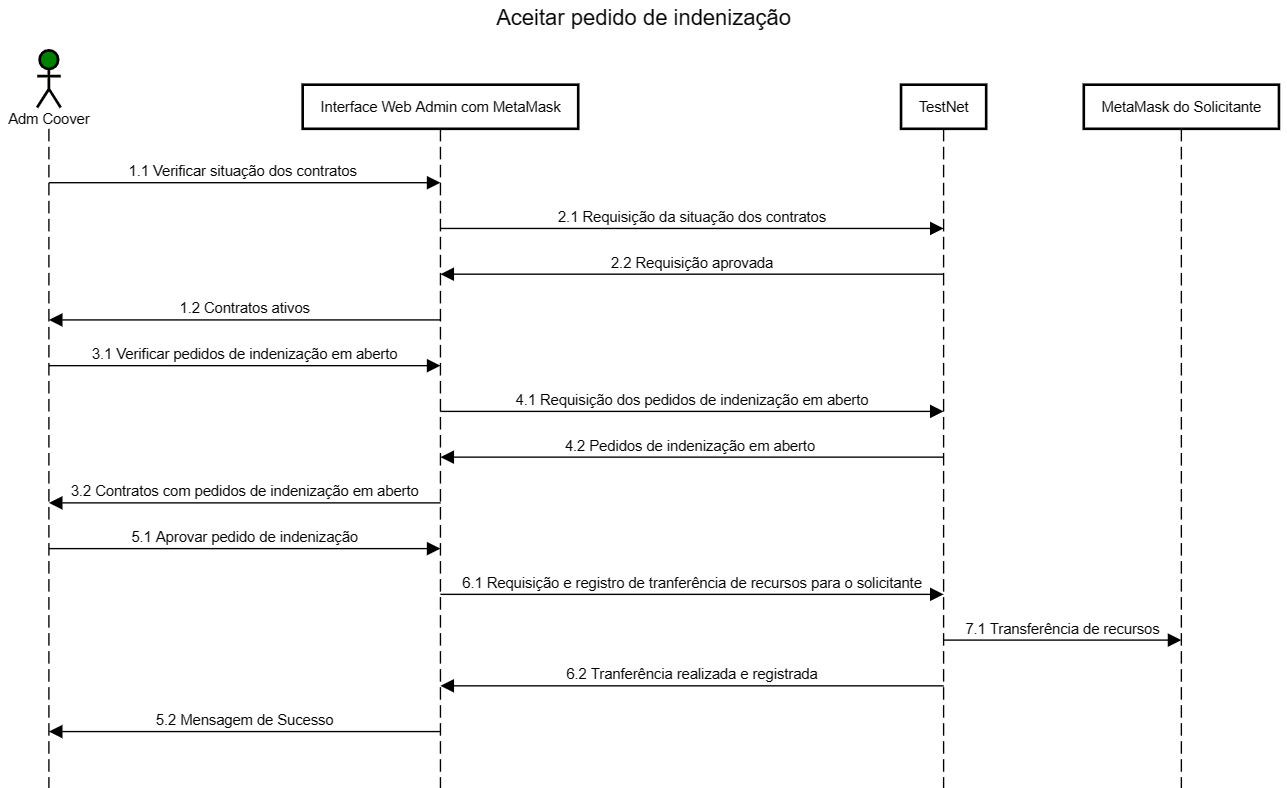 Aceitar pedido de indenização
Adm Coover
Interface Web Admin com MetaMask
TestNet
MetaMask do Solicitante
1.1 Verificar situação dos contratos
2.1 Requisição da situação dos contratos
2.2 Requisição aprovada
1.2 Contratos ativos
3.1 Verificar pedidos de indenização em aberto
4.1 Requisição dos pedidos de indenização em aberto
4.2 Pedidos de indenização em aberto
3.2 Contratos com pedidos de indenização em aberto
5.1 Aprovar pedido de indenização
6.1 Requisição e registro de tranferência de recursos para o solicitante
7.1 Transferência de recursos
6.2 Tranferência realizada e registrada
5.2 Mensagem de Sucesso